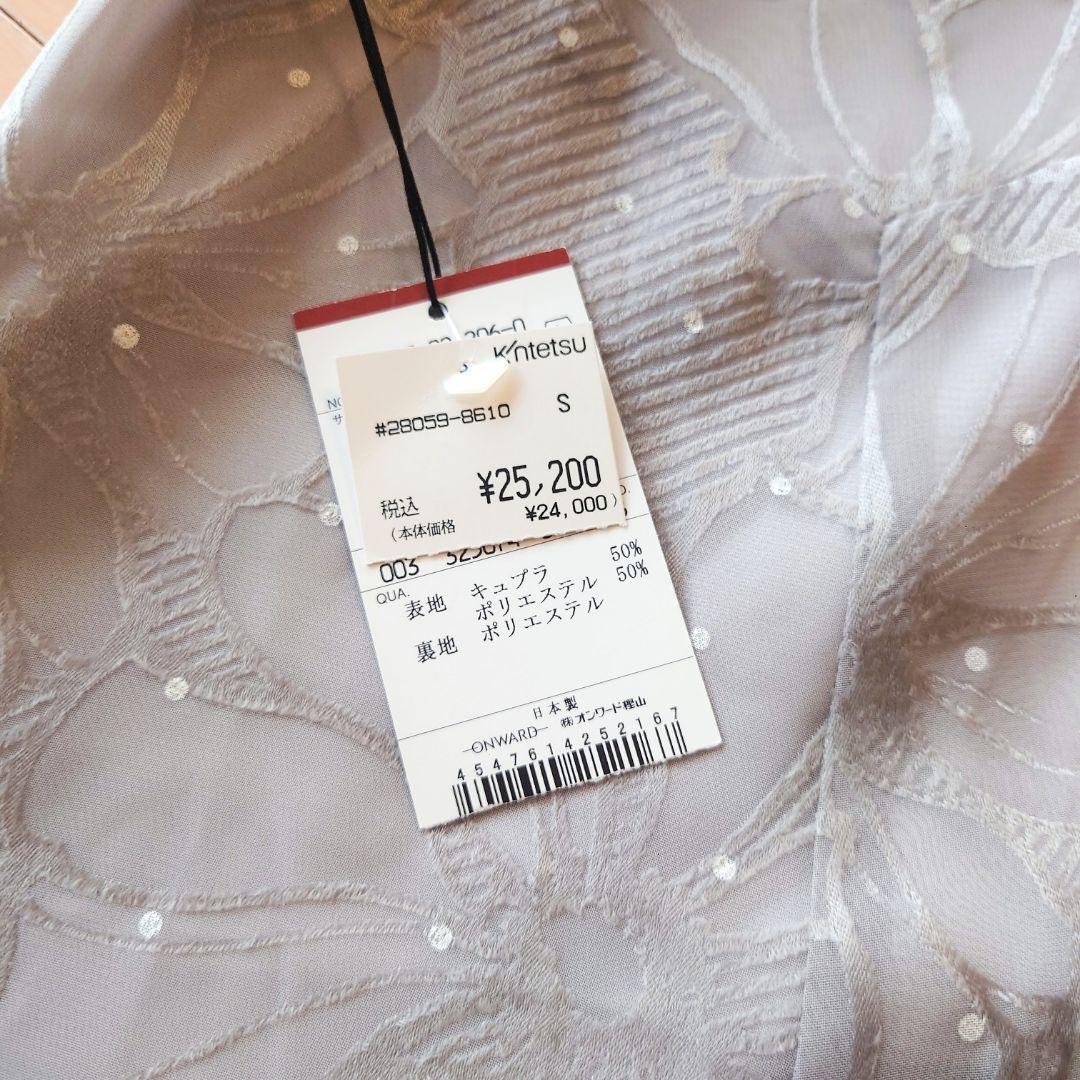 Kintetsu
#28059-8610 S
¥25,200
税込
(本体価格 ¥24,000)
003
QUA.
表地 キュプラ 50%
ポリエステル 50%
裏地 ポリエステル
日本製
ONWARD ㈱オンワード樫山
4547614252167